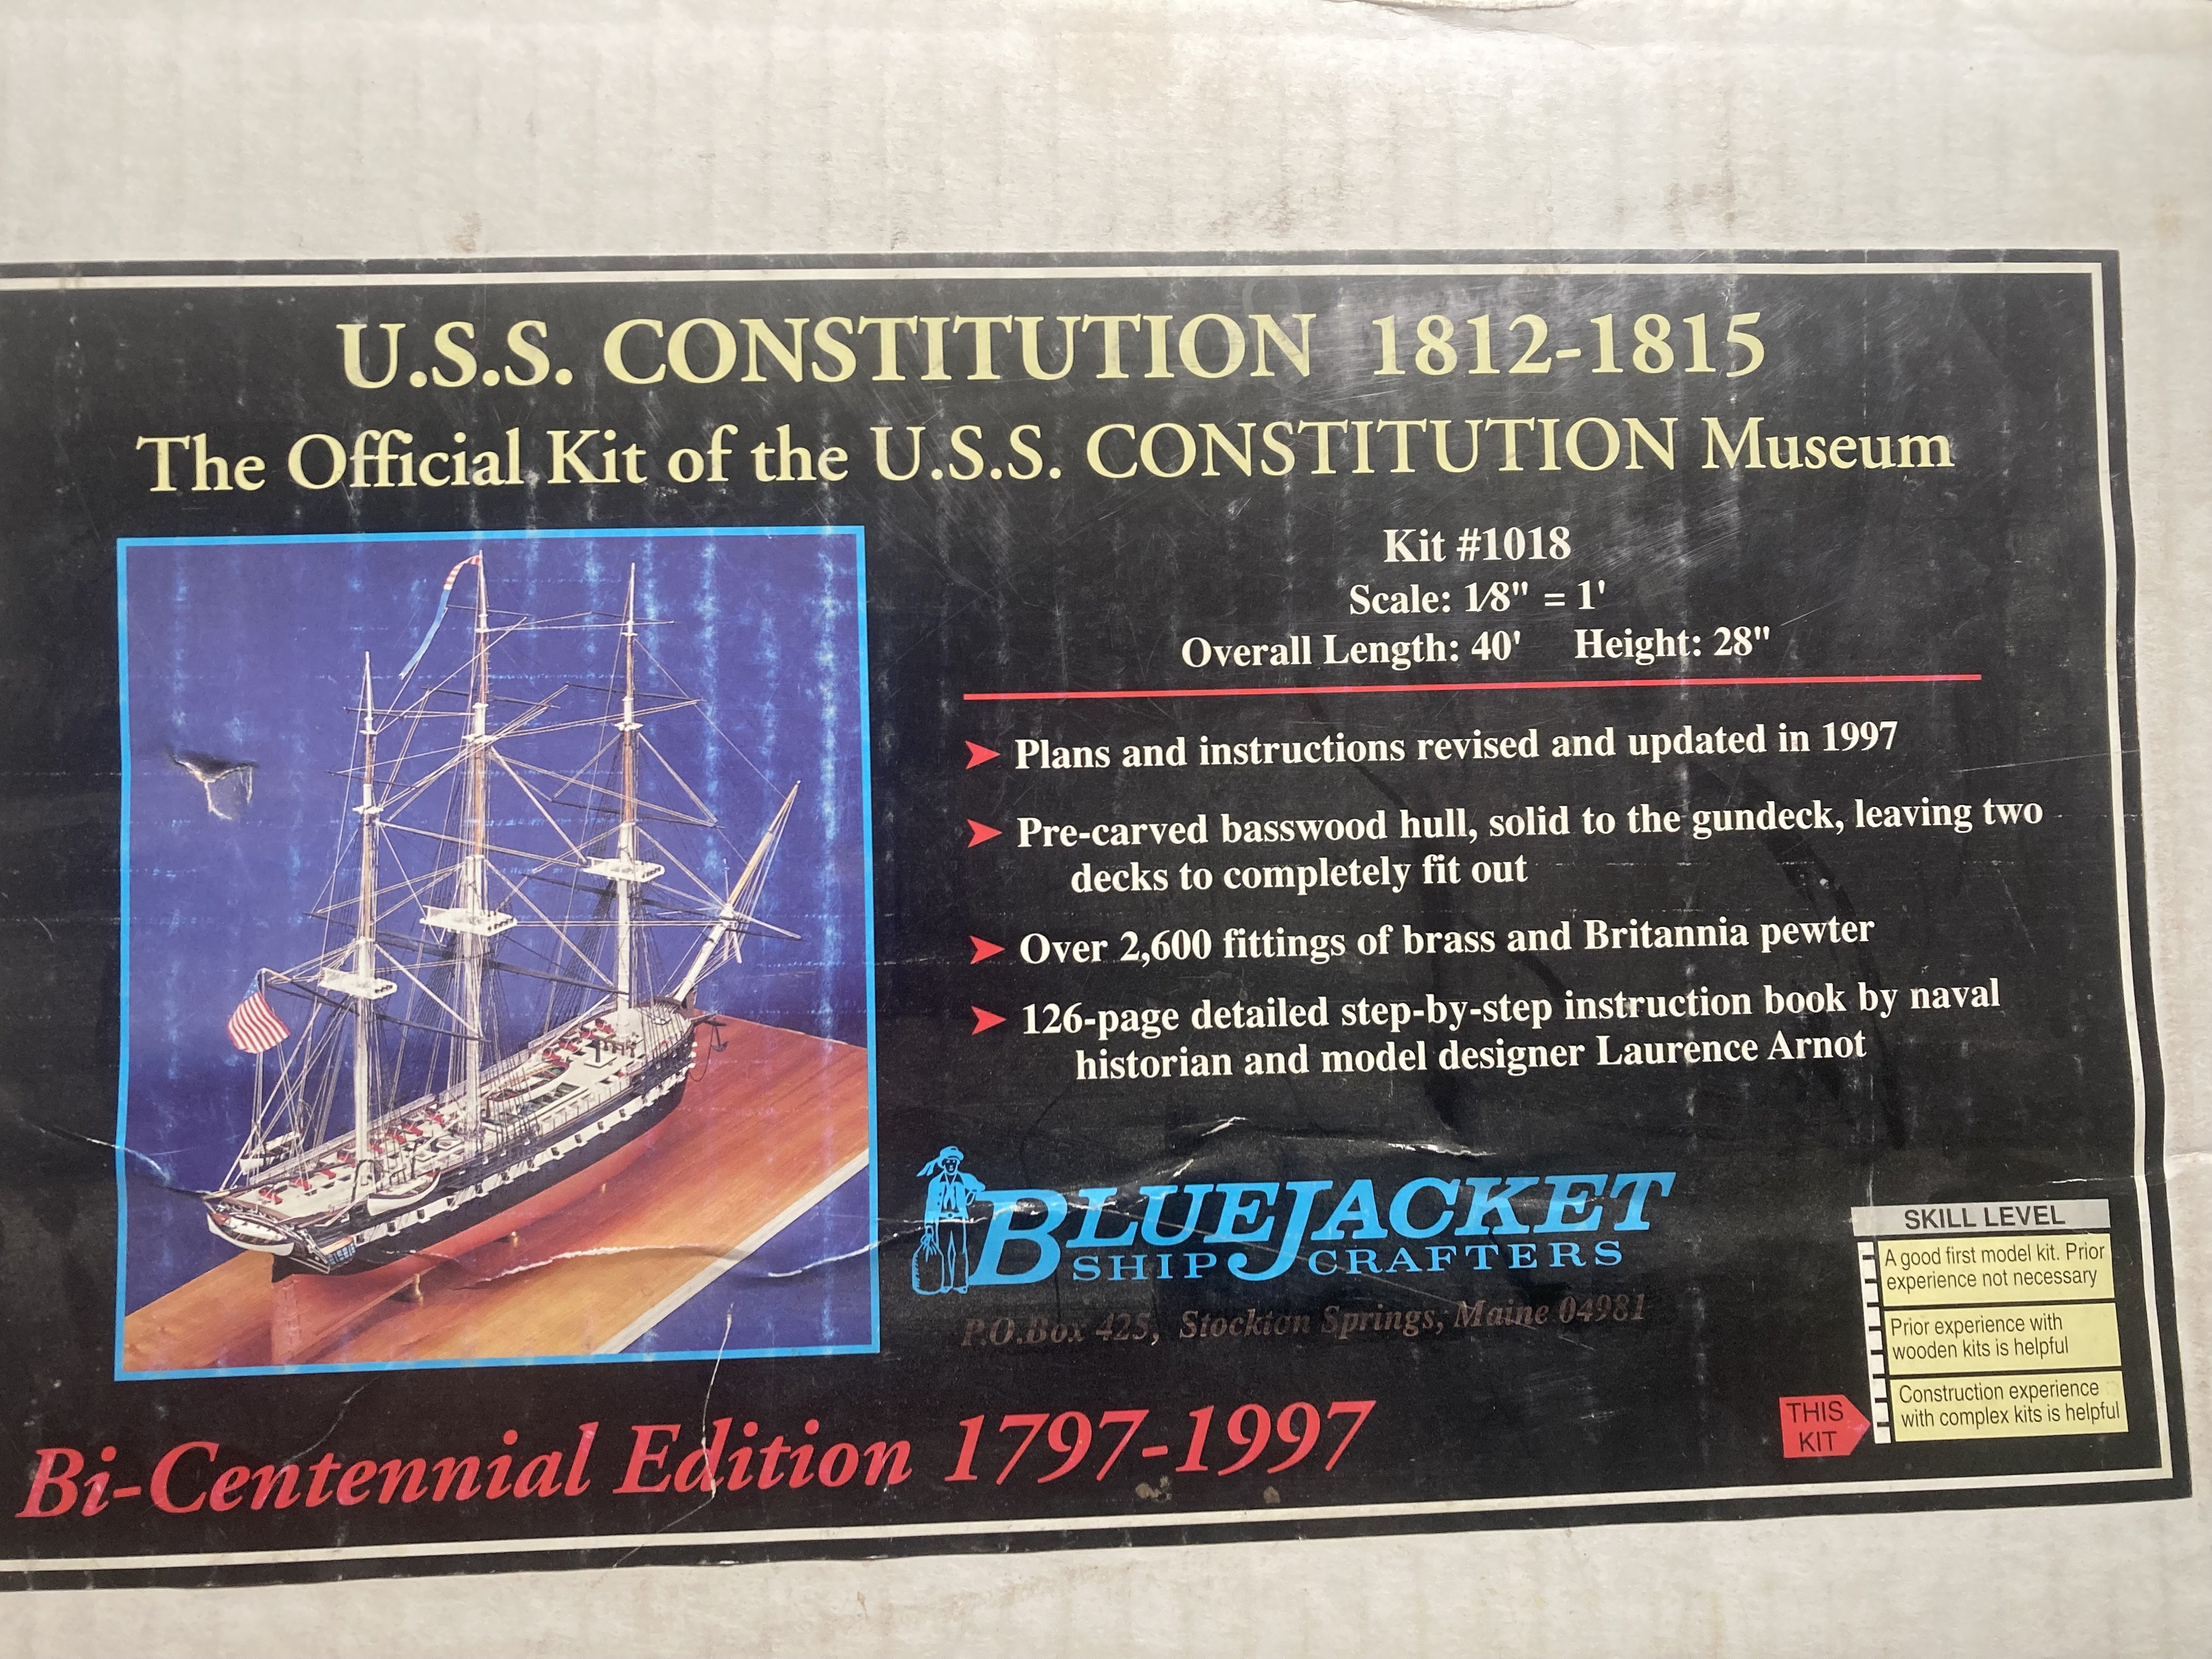 U.S.S. CONSTITUTION 1812-1815
The Official Kit of the U.S.S. CONSTITUTION Museum
Kit #1018
Scale: 1/8" = 1'
Overall Length: 40' Height: 28"
Plans and instructions revised and updated in 1997
Pre-carved basswood hull, solid to the gundeck, leaving two
decks to completely fit out
Over 2,600 fittings of brass and Britannia pewter
126-page detailed step-by-step instruction book by naval
historian and model designer Laurence Arnot
BLUEJACKET
SHIP CRAFTERS
P.O.Box 425, Stockton Springs, Maine 04981
SKILL LEVEL
A good first model kit. Prior
experience not necessary
Prior experience with
wooden kits is helpful
Construction experience
with complex kits is helpful
THIS
KIT
Bi-Centennial Edition 1797-1997